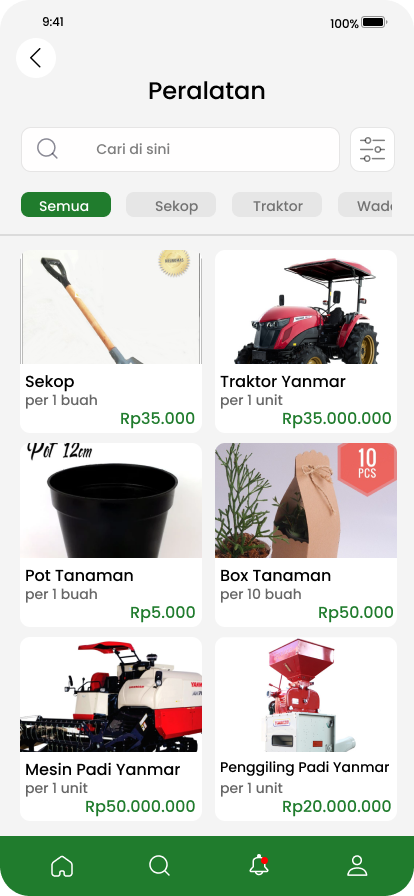 9:41
100%
Peralatan
Cari di sini
Semua
Sekop
Traktor
Wad
Sekop
per 1 buah
Rp35.000
Traktor Yanmar
per 1 unit
Rp35.000.000
Pot 12cm
10
PCS
Pot Tanaman
per 1 buah
Rp5.000
Box Tanaman
per 10 buah
Rp50.000
Mesin Padi Yanmar
per 1 unit
Rp50.000.000
Penggiling Padi Yanmar
per 1 unit
Rp20.000.000